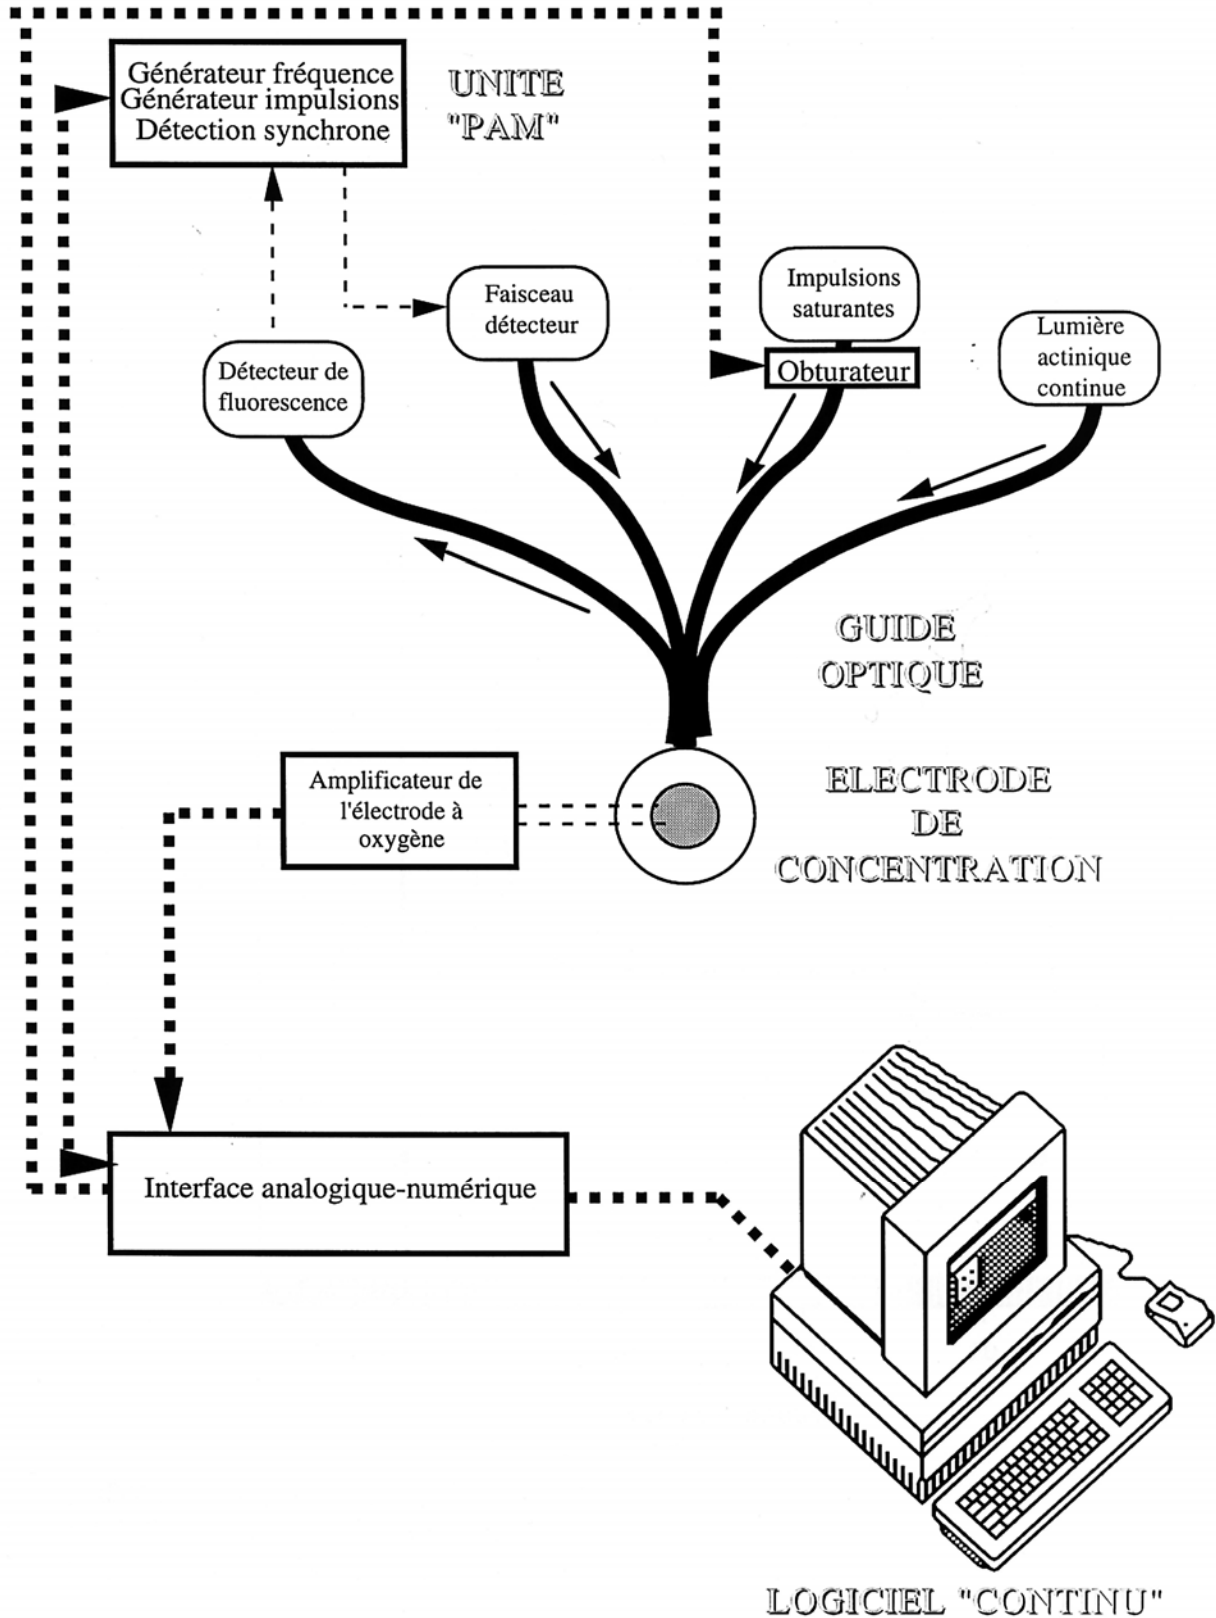 Générateur fréquence
Générateur impulsions
Détection synchrone
UNITE
"PAM"
Faisceau
détecteur
Impulsions
saturantes
Obturateur
Lumière
actinique
continue
Détecteur de
fluorescence
GUIDE
OPTIQUE
Amplificateur de
l'électrode à
oxygène
ELECTRODE
DE
CONCENTRATION
Interface analogique-numérique
LOGICIEL "CONTINU"